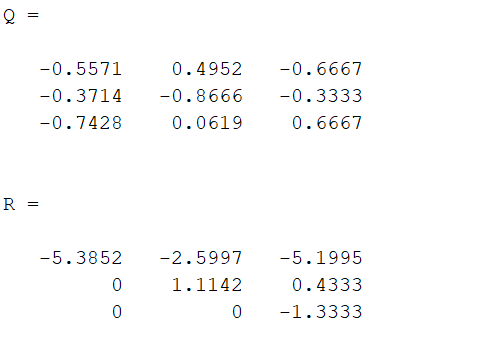 Q =
-0.5571 0.4952 -0.6667
-0.3714 -0.8666 -0.3333
-0.7428 0.0619 0.6667
R =
-5.3852 -2.5997 -5.1995
0 1.1142 0.4333
0 0 -1.3333